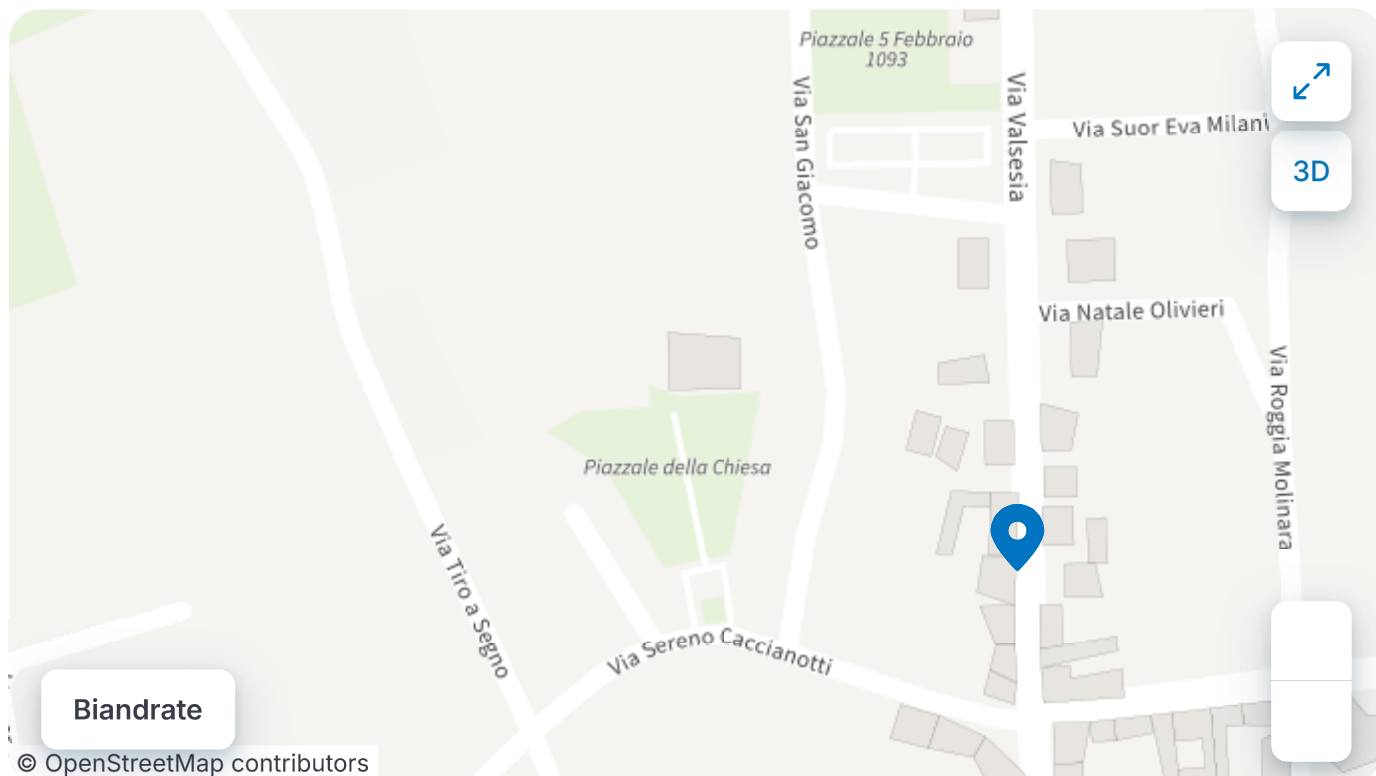 Piazzale 5 Febbraio
1093
Via San Giacomo
Via Valsesia
Via Suor Eva Milani
3D
Via Natale Olivieri
Via Roggia Molinara
Piazzale della Chiesa
Via Tiro a Segno
Via Sereno Caccianotti
Biandrate
© OpenStreetMap contributors